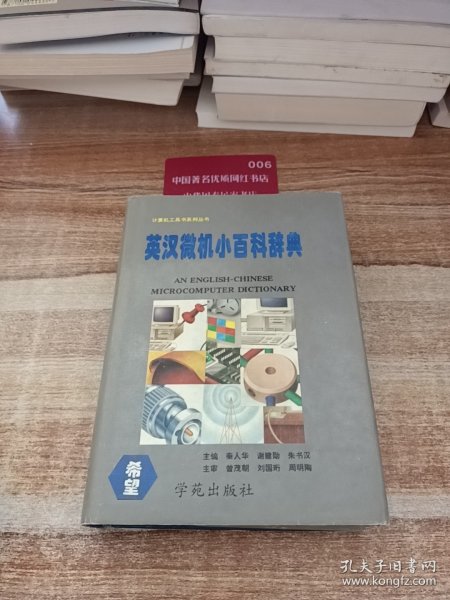 006
中国著名优质网红书店
计算机工具书系列丛书
英汉微机小百科辞典
AN ENGLISH-CHINESE
MICROCOMPUTER DICTIONARY
主编 秦人华 谢建勋 朱书汉
主审 曾茂朝 刘国昕 周明陶
希望
学苑出版社
孔夫子旧书网
www.kongfz.com